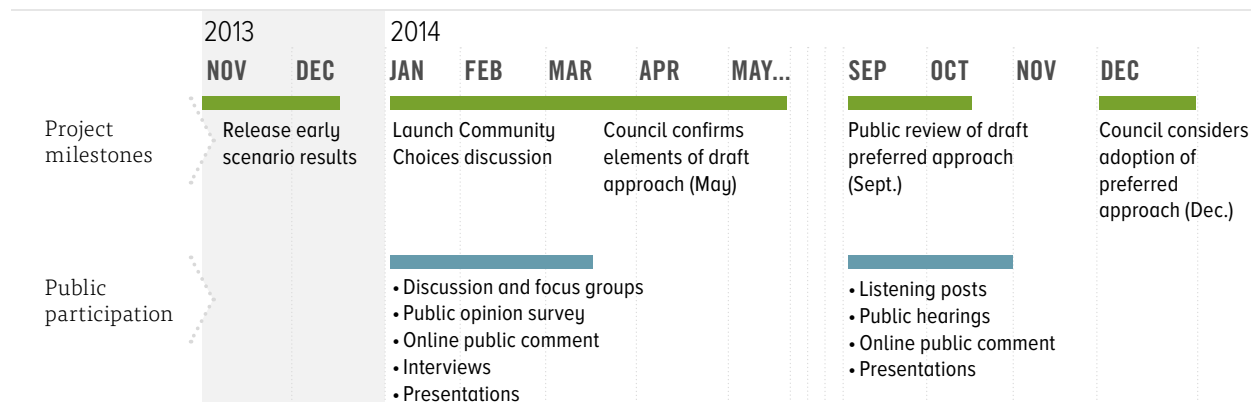 2013
2014
NOV
DEC
JAN
FEB
MAR
APR
MAY...
SEP
OCT
NOV
DEC
Project
milestones
Release early
scenario results
Launch Community
Choices discussion
Council confirms
elements of draft
approach (May)
Public review of draft
preferred approach
(Sept.)
Council considers
adoption of
preferred
approach (Dec.)
Public
participation
• Discussion and focus groups
• Public opinion survey
• Online public comment
• Interviews
• Presentations
• Listening posts
• Public hearings
• Online public comment
• Presentations